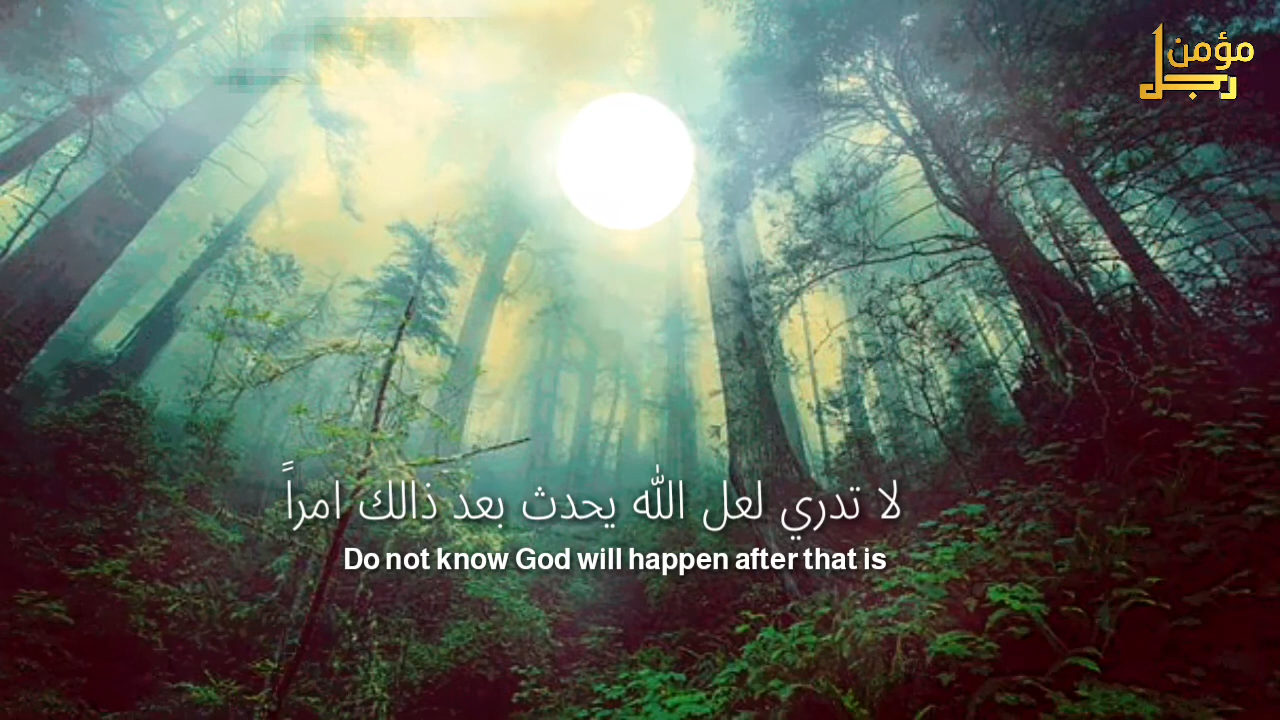 مؤمن
رجل
لا تدري لعل الله يحدث بعد ذالك امراً
Do not know God will happen after that is